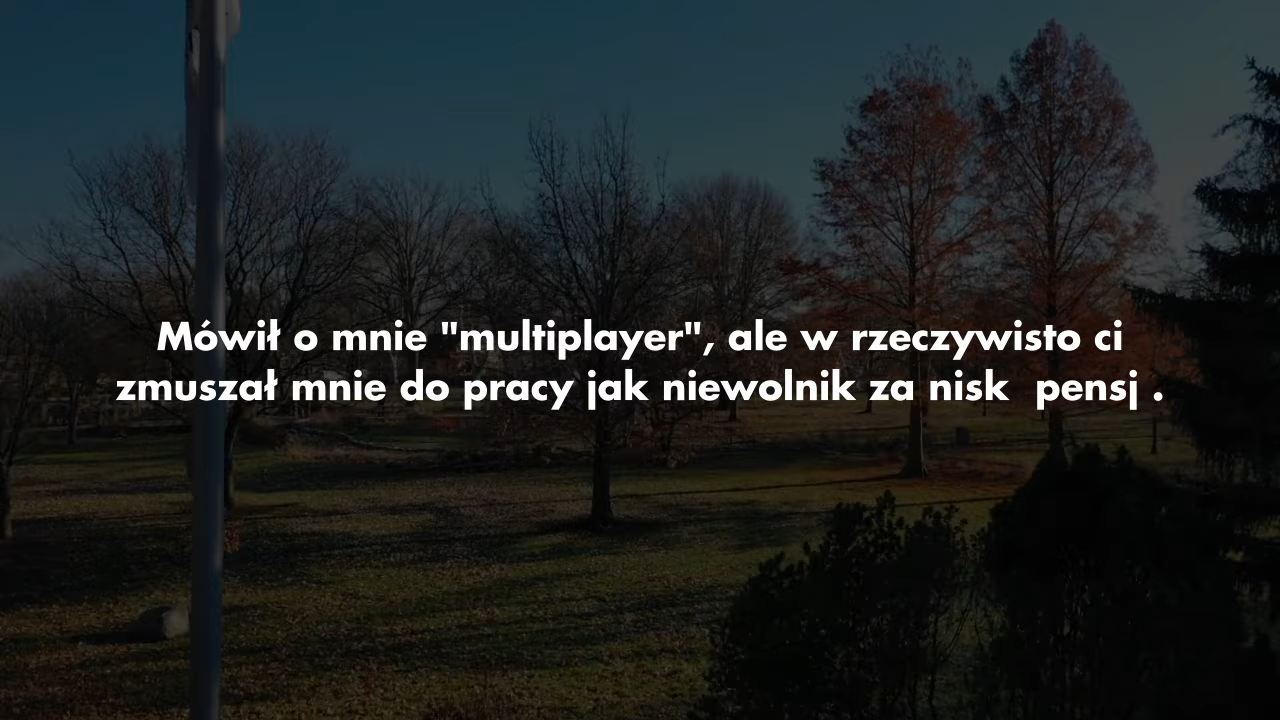 Mówił o mnie "multiplayer", ale w rzeczywisto ci
zmuszał mnie do pracy jak niewolnik za nisk  pensj .